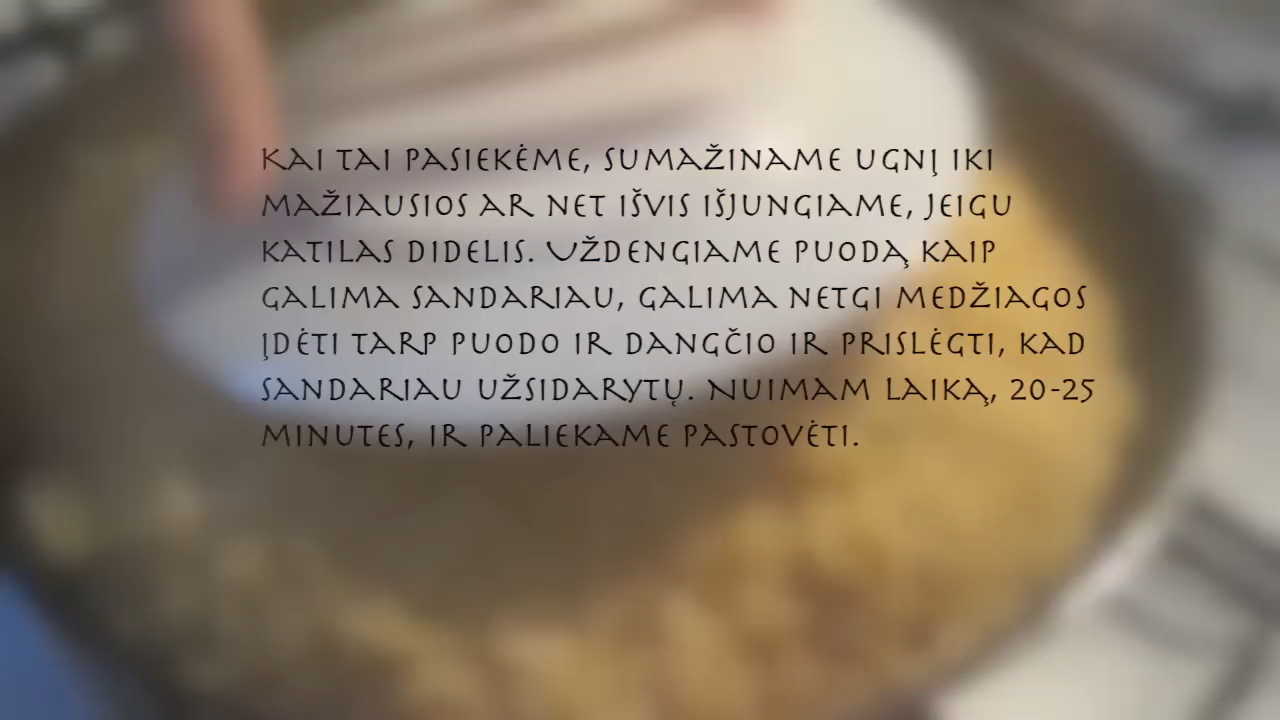 Kai tai pasiekėme, sumažiname ugnį iki
mažiausios ar net išvis išjungiame, jeigu
katilas didelis. Uždengiame puodą kaip
galima sandariau, galima netgi medžiagos
įdėti tarp puodo ir dangčio ir prislėgti, kad
sandariau užsidarytų. Nuimam laiką, 20-25
minutes, ir paliekame pastovėti.